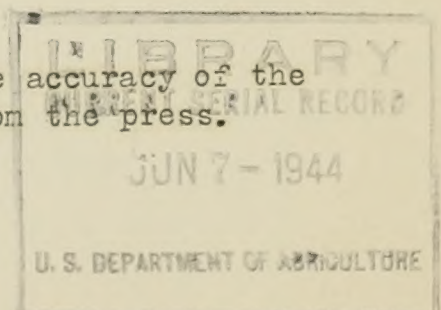 LIBRARY
accuracy of the
CURRENT SERIAL RECORD
the press.
JUN 7 - 1944
U. S. DEPARTMENT OF AGRICULTURE